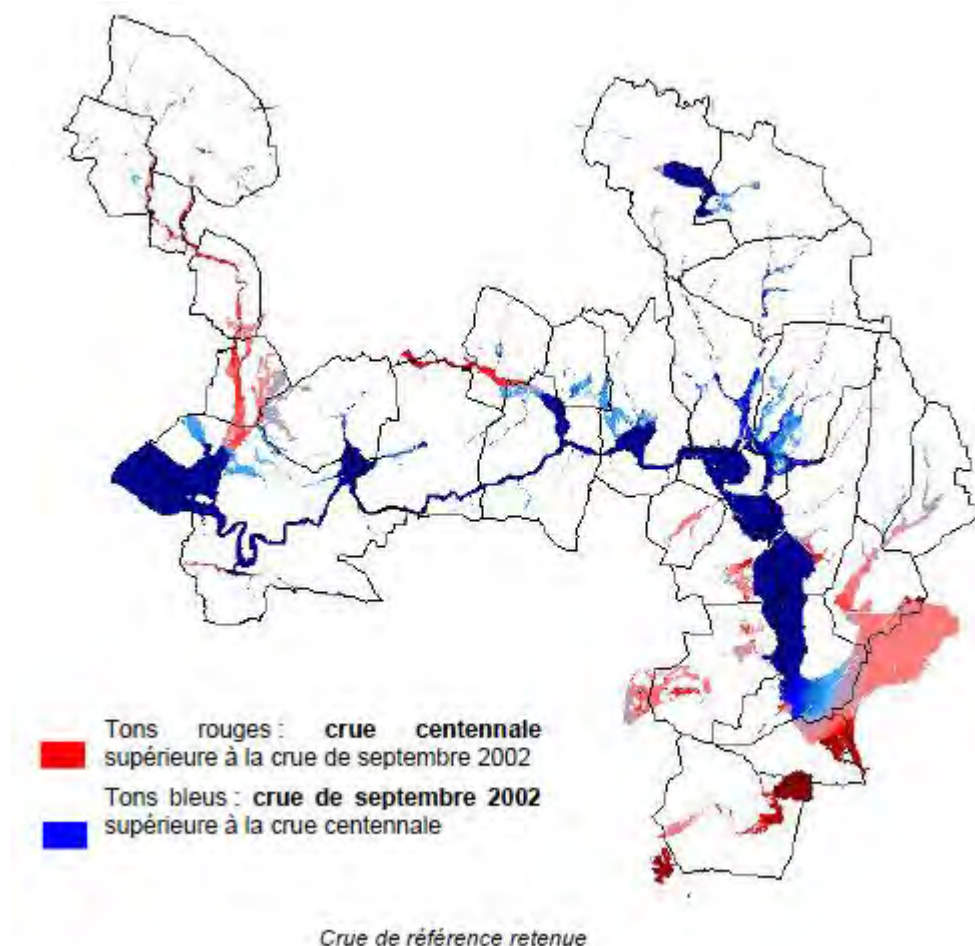 Tons rouges : crue centennale
supérieure à la crue de septembre 2002
Tons bleus : crue de septembre 2002
supérieure à la crue centennale
Crue de référence retenue